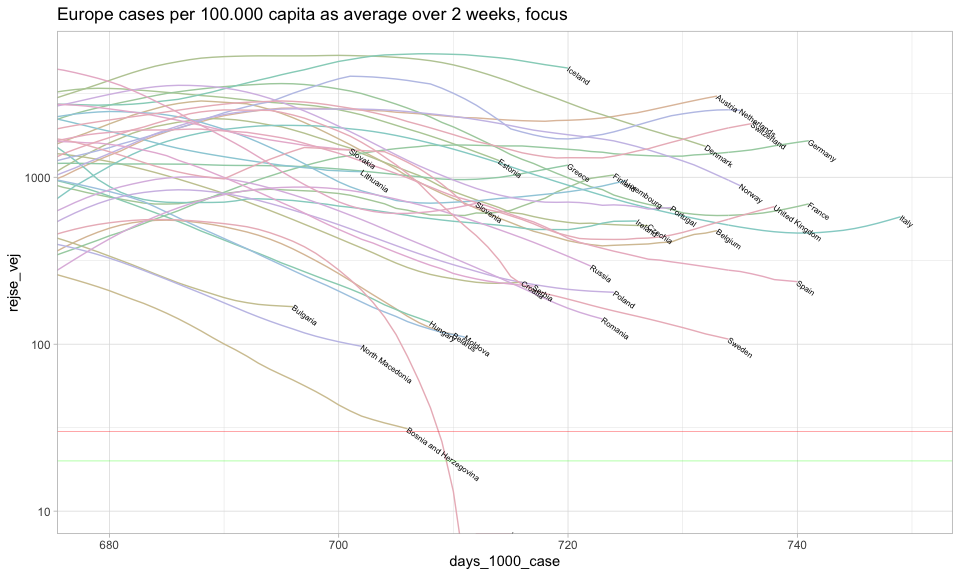 Europe cases per 100.000 capita as average over 2 weeks, focus
rejse_vej
1000
100
10
Iceland
Austria
Netherlands
Switzerland
Germany
Denmark
Slovakia
Estonia
Greece
Lithuania
Finland
Luxembourg
Norway
Portugal
Slovenia
United Kingdom
France
Italy
Ireland
Czechia
Belgium
Russia
Spain
Croatia
Serbia
Poland
Bulgaria
Romania
Hungary
Belarus
Moldova
Sweden
North Macedonia
Bosnia and Herzegovina
680
700
720
740
days_1000_case